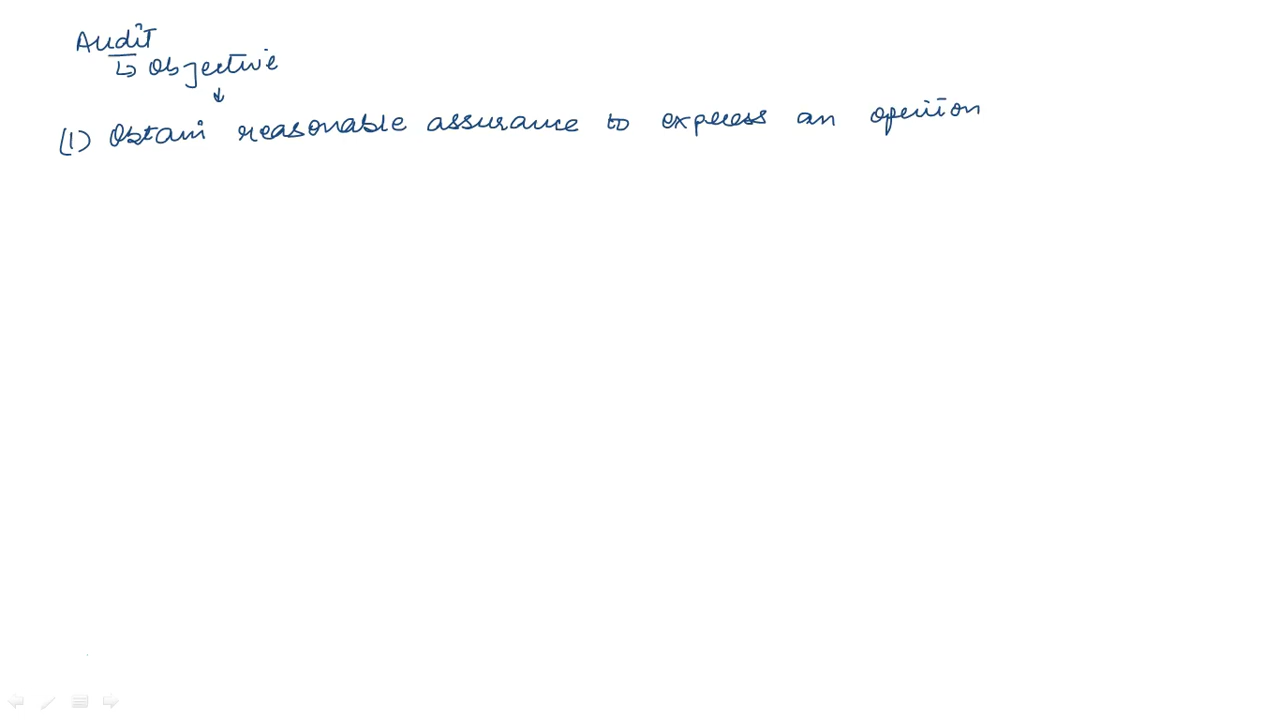 Audit
↳ Objective
↓
(1) Obtain reasonable assurance to express an opinion